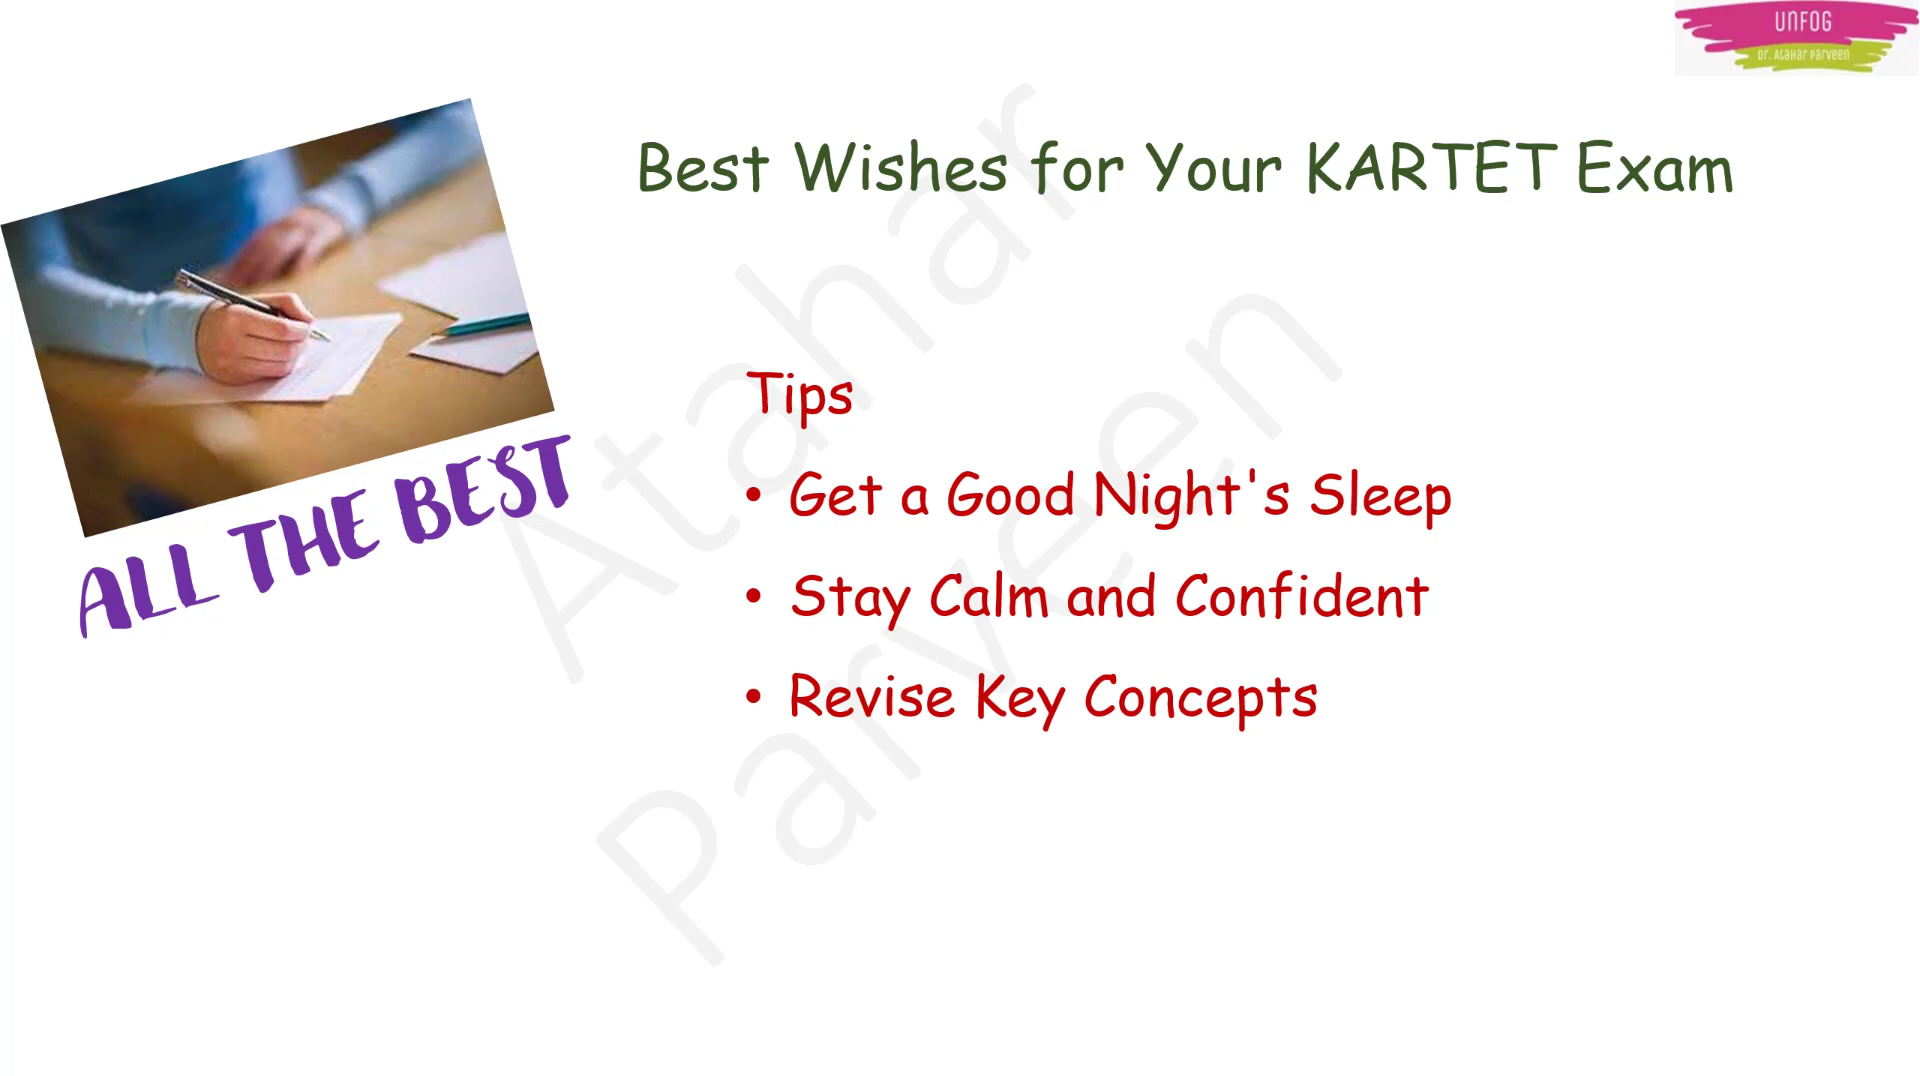 UNFOG
Dr. Atahar Parveen
Best Wishes for Your KARTET Exam
ALL THE BEST
Tips
• Get a Good Night's Sleep
• Stay Calm and Confident
• Revise Key Concepts
Atahar
Parveen